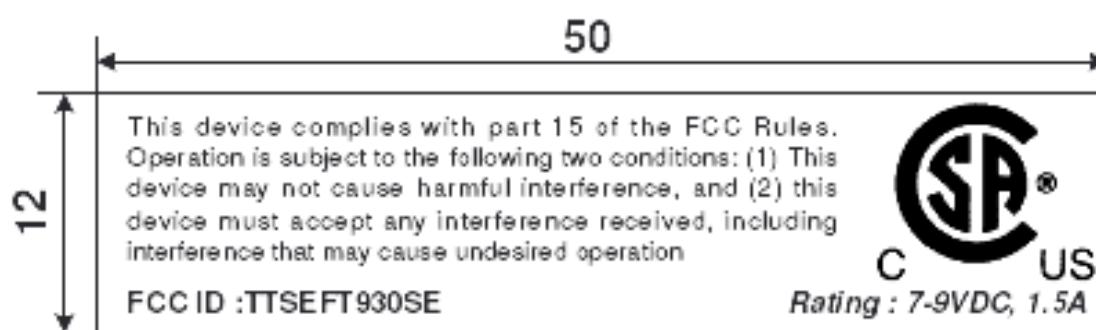 50
12
This device complies with part 15 of the FCC Rules.
Operation is subject to the following two conditions: (1) This
device may not cause harmful interference, and (2) this
device must accept any interference received, including
interference that may cause undesired operation
CSA ®
C US
FCC ID :TTSEFT930SE
Rating : 7-9VDC, 1.5A